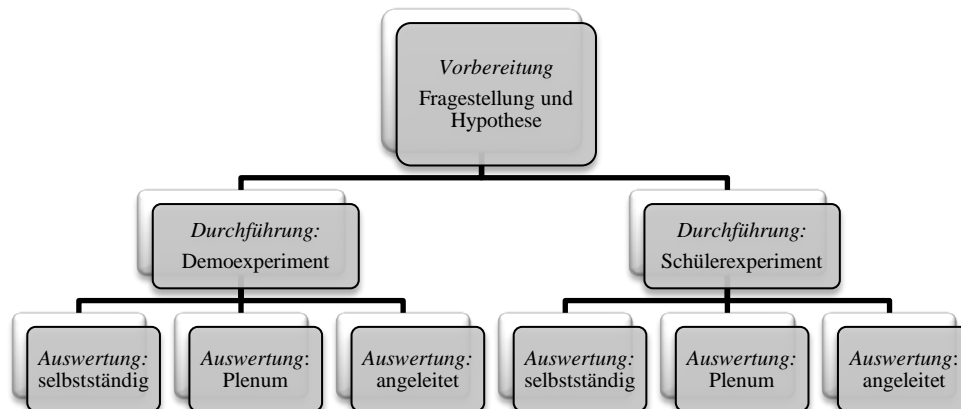 Vorbereitung
Fragestellung und
Hypothese
Durchführung:
Demoexperiment
Durchführung:
Schülerexperiment
Auswertung:
selbstständig
Auswertung:
Plenum
Auswertung:
angeleitet
Auswertung:
selbstständig
Auswertung:
Plenum
Auswertung:
angeleitet